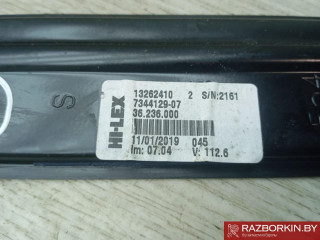 HI-LEX
13262410 2 S/N:2161
7344129-07
36.236.000
11/01/2019 045
Im: 07.04 V: 112.6
S
RAZBORKIN.BY